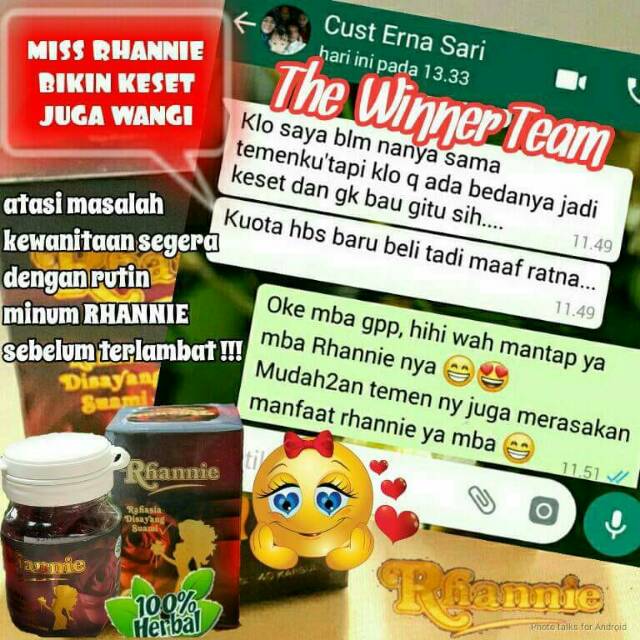 MISS RHANNIE
BIKIN KESET
JUGA WANGI
Cust Erna Sari
hari ini pada 13.33
The Winner Team
Klo saya blm nanya sama
temenku'tapi klo q ada bedanya jadi
keset dan gk bau gitu sih....
11.49
Kuota hbs baru beli tadi maaf ratna...
11.49
atasi masalah
kewanitaan segera
dengan rutin
minum RHANNIE
sebelum terlambat !!!
Oke mba gpp, hihi wah mantap ya
mba Rhannie nya 😁😍
Mudah2an temen ny juga merasakan
manfaat rhannie ya mba 😁
11.51
Disayang
Suami
Rhannie
Rahasia
Disayang
Suami
100%
Herbal
Rhannie
Photo talks for Android